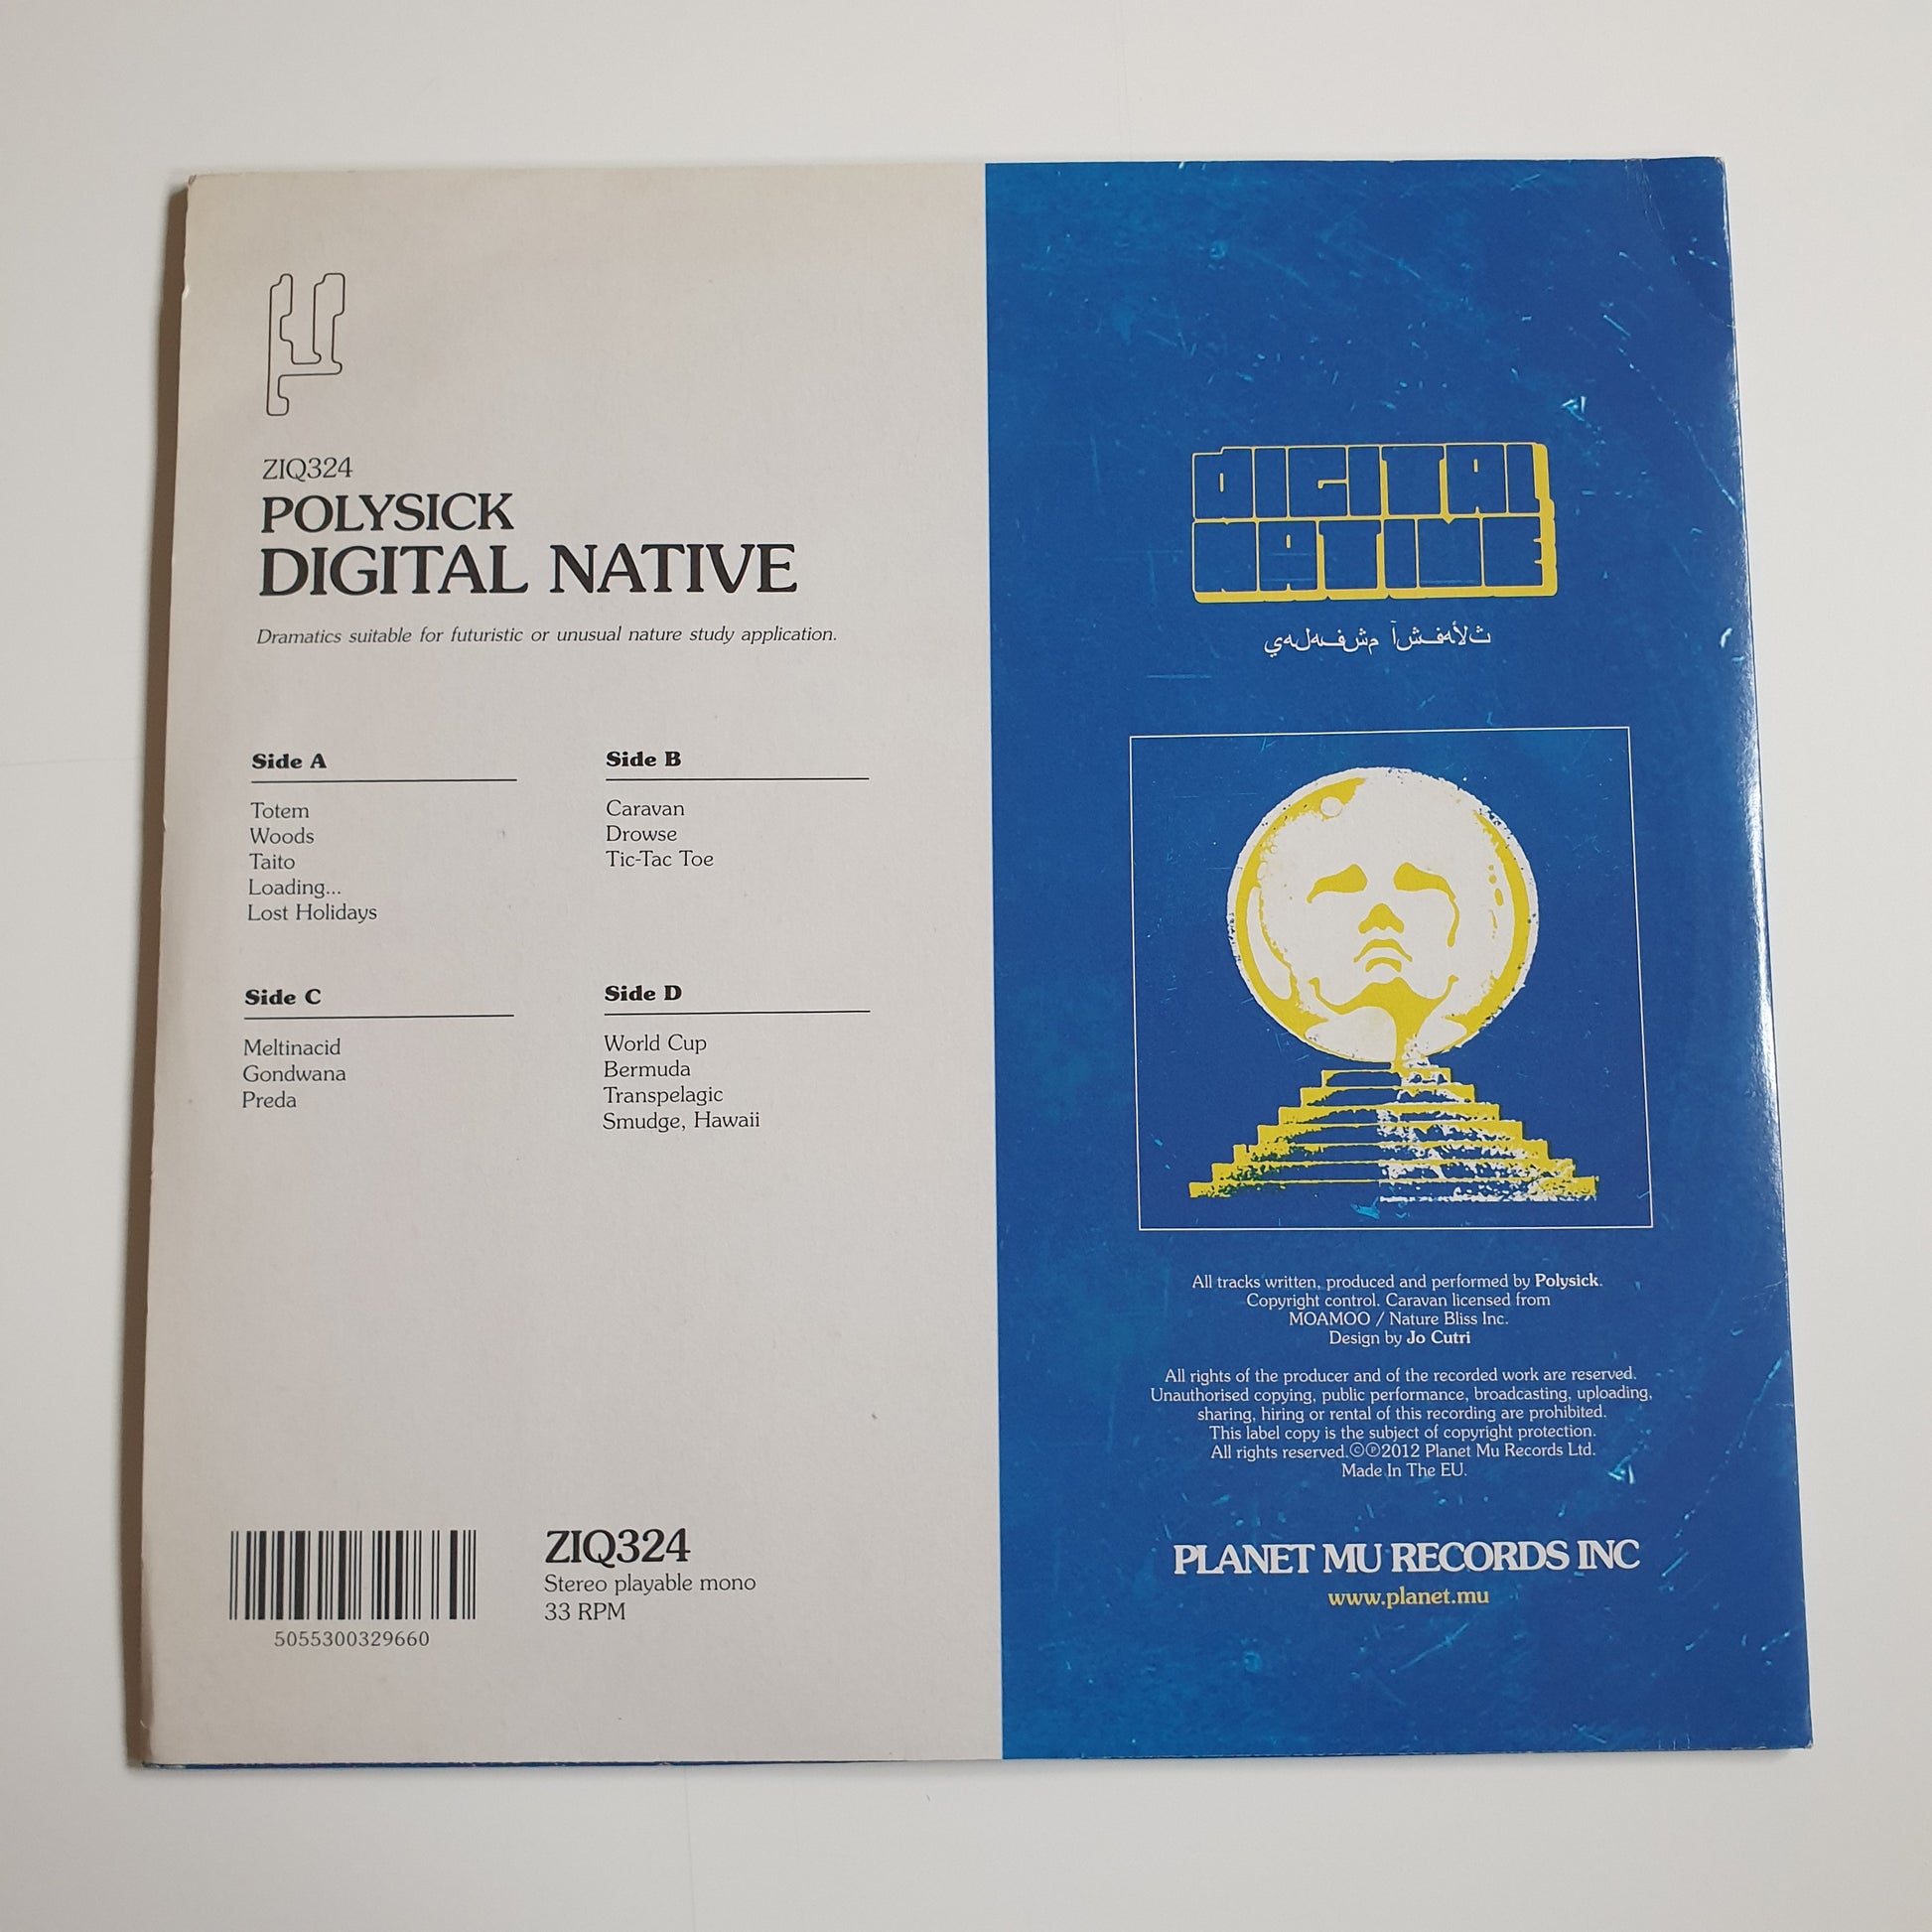 ZIQ324
POLYSICK
DIGITAL NATIVE
Dramatics suitable for futuristic or unusual nature study application.
Side A
Totem
Woods
Taito
Loading...
Lost Holidays
Side B
Caravan
Drowse
Tic-Tac Toe
Side C
Meltinacid
Gondwana
Preda
Side D
World Cup
Bermuda
Transpelagic
Smudge, Hawaii
5055300329660
ZIQ324
Stereo playable mono
33 RPM
DIGITAL
NATIVE
ثلأهفشآ مشفهلهي
All tracks written, produced and performed by Polysick.
Copyright control. Caravan licensed from
MOAMOO / Nature Bliss Inc.
Design by Jo Cutri
All rights of the producer and of the recorded work are reserved.
Unauthorised copying, public performance, broadcasting, uploading,
sharing, hiring or rental of this recording are prohibited.
This label copy is the subject of copyright protection.
All rights reserved.©℗2012 Planet Mu Records Ltd.
Made In The EU.
PLANET MU RECORDS INC
www.planet.mu